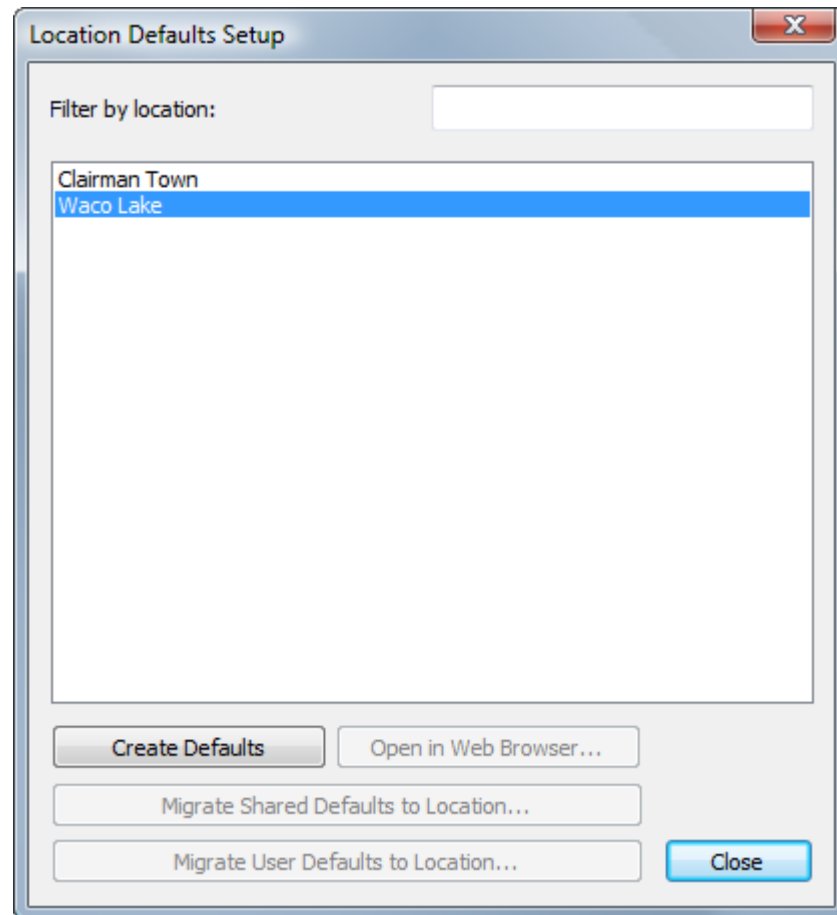 Location Defaults Setup
Filter by location:
Clairman Town
Waco Lake
Create Defaults
Open in Web Browser...
Migrate Shared Defaults to Location...
Migrate User Defaults to Location...
Close